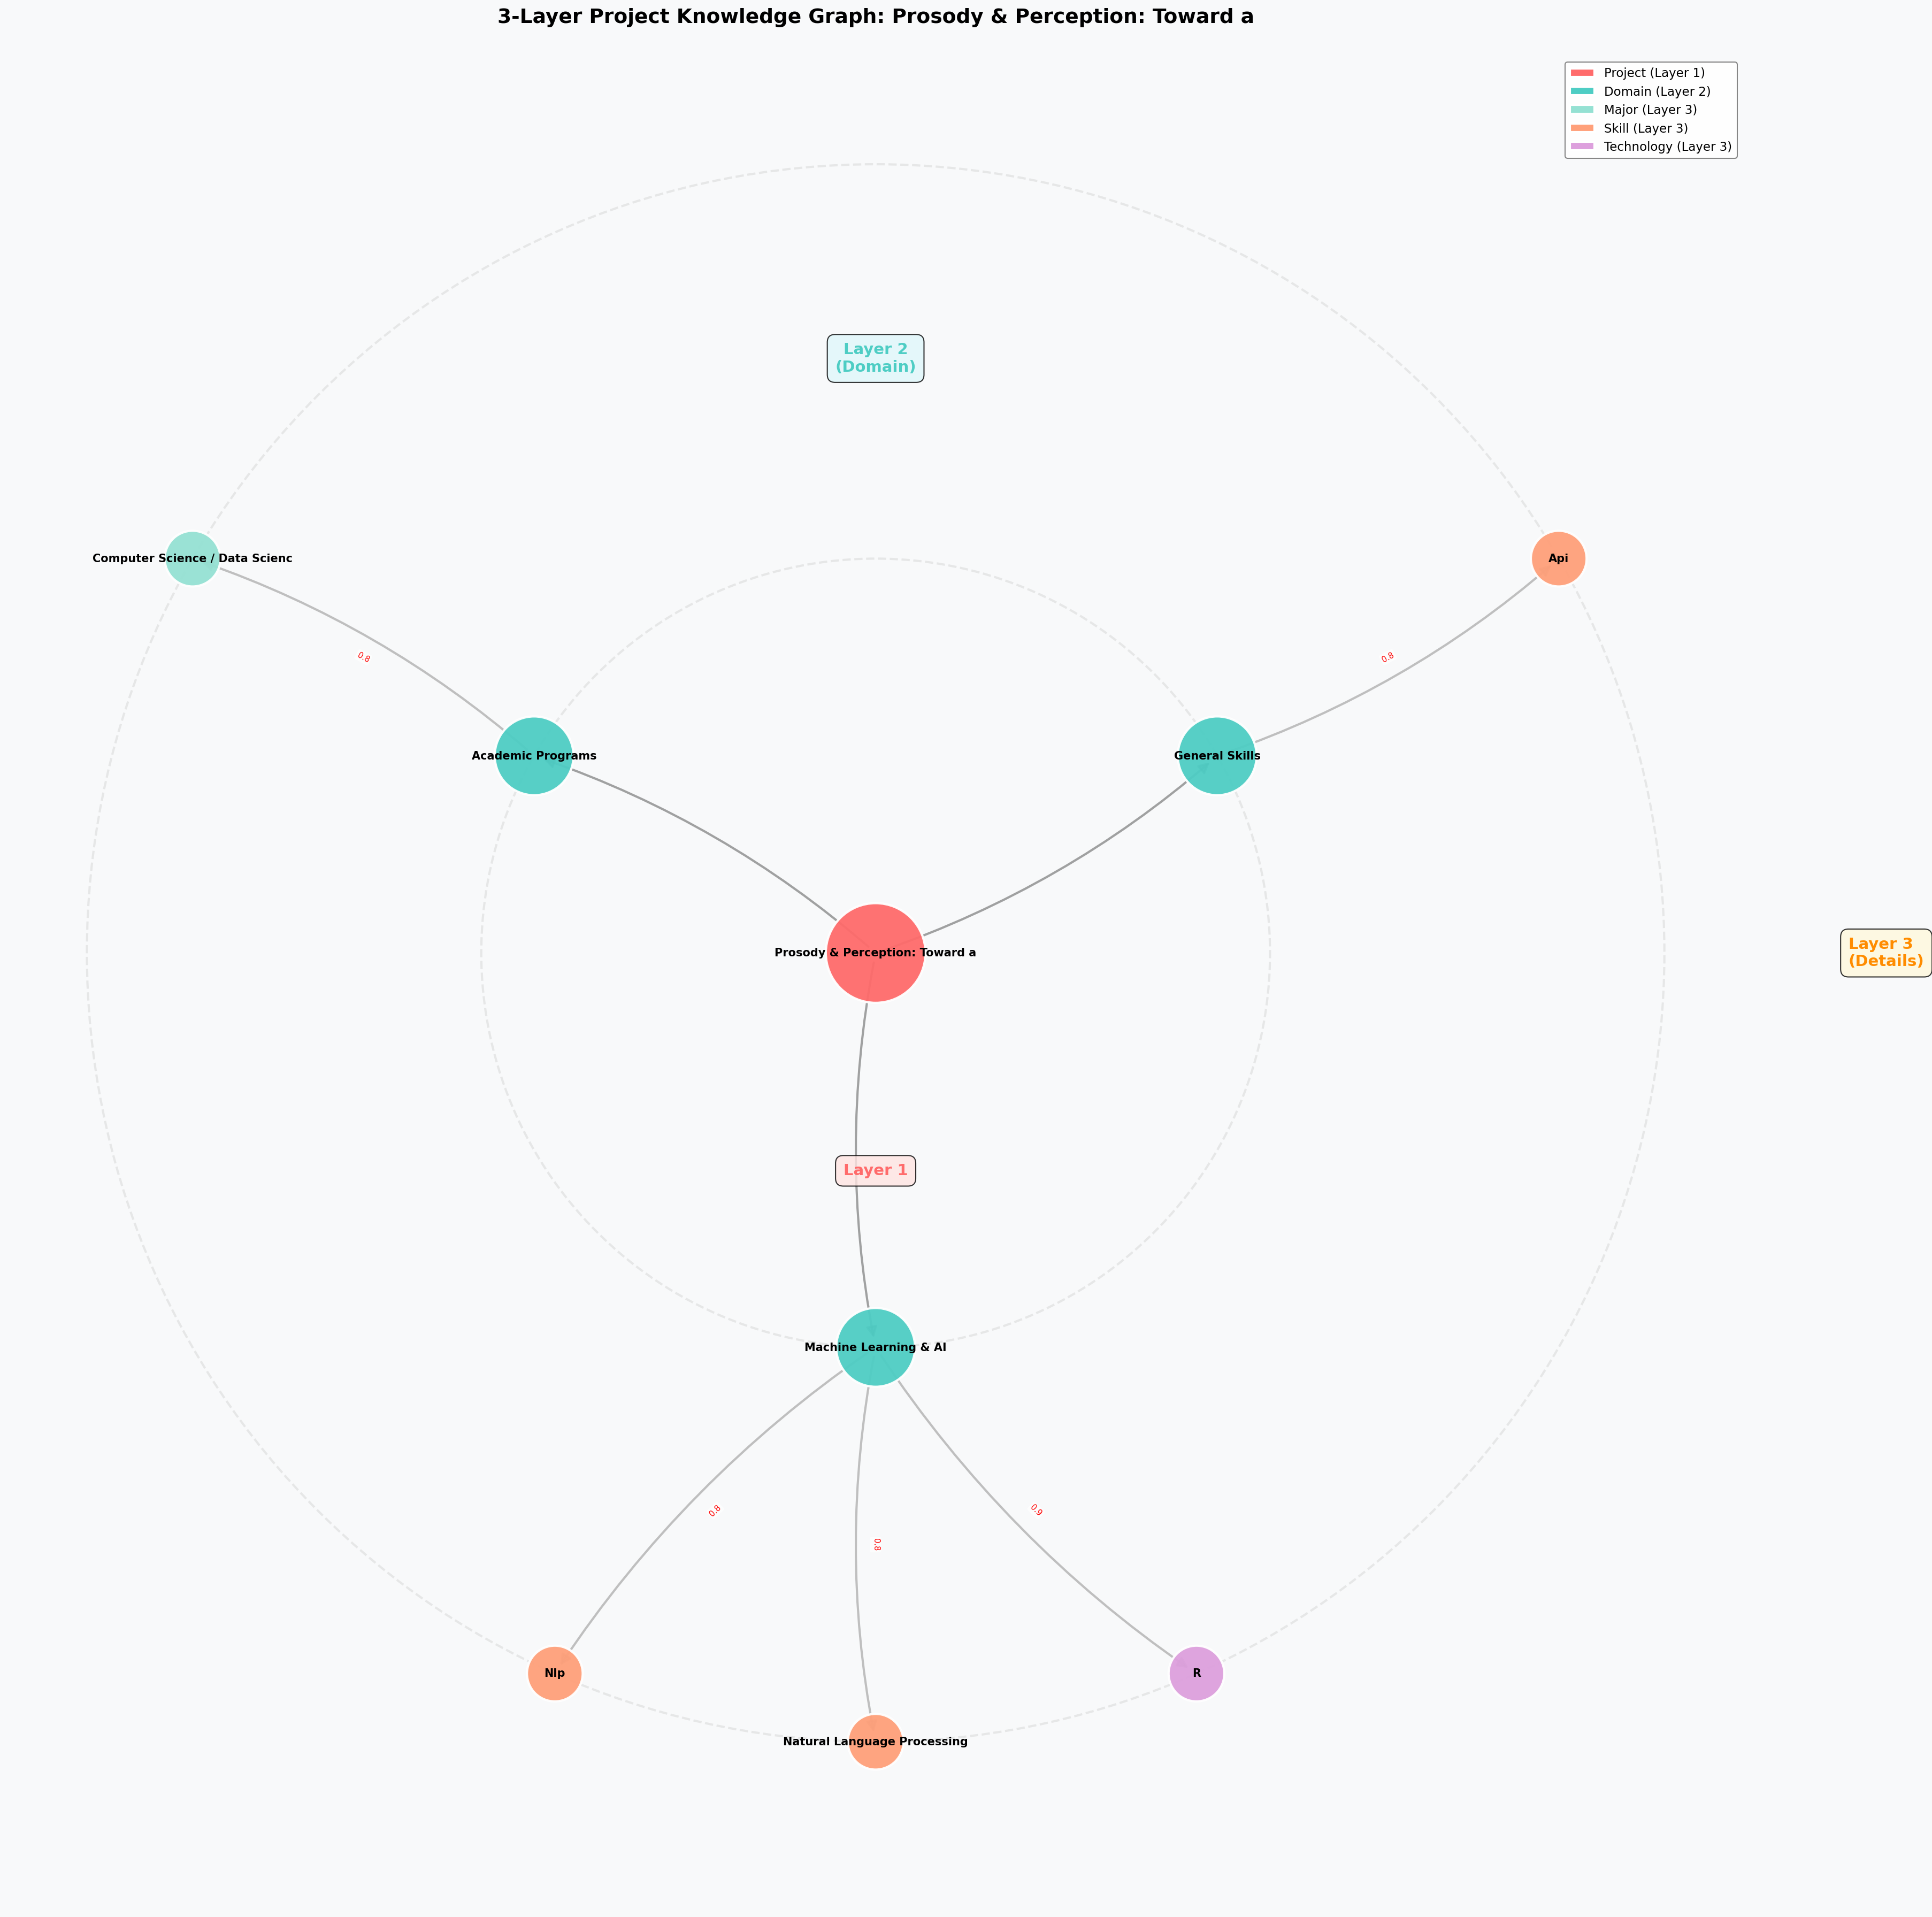 3-Layer Project Knowledge Graph: Prosody & Perception: Toward a
Project (Layer 1)
Domain (Layer 2)
Major (Layer 3)
Skill (Layer 3)
Technology (Layer 3)
Layer 2
(Domain)
Computer Science / Data Scienc
Api
0.8
0.8
Academic Programs
General Skills
Prosody & Perception: Toward a
Layer 3
(Details)
Layer 1
Machine Learning & AI
0.8
0.8
0.9
Nlp
R
Natural Language Processing